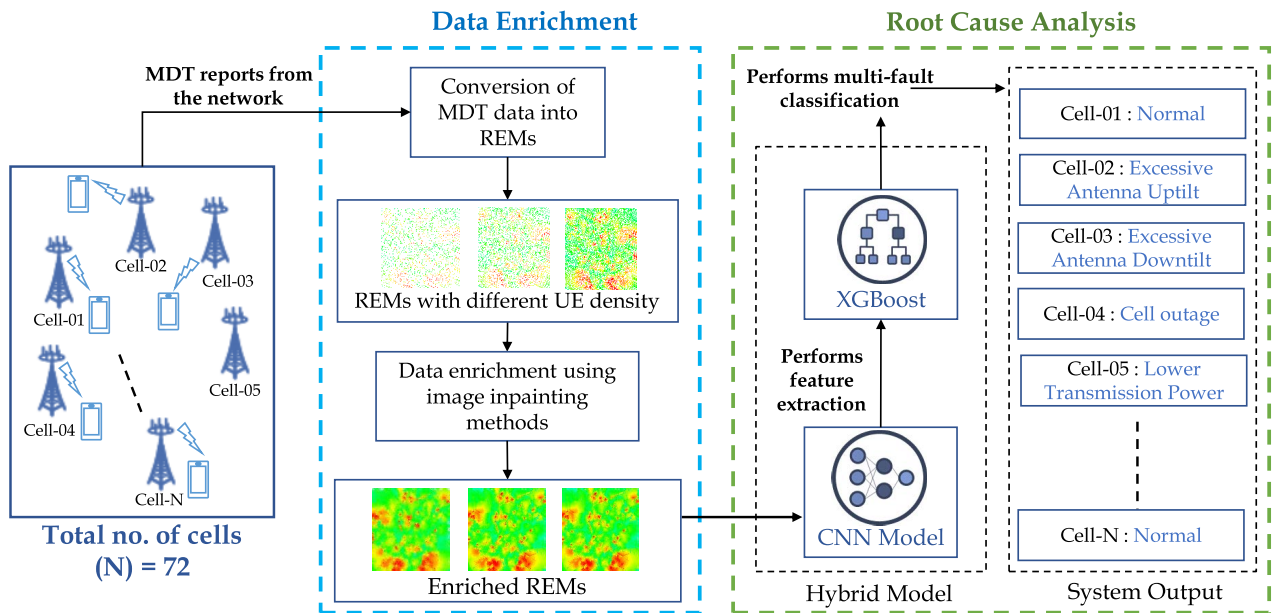 Data Enrichment
Root Cause Analysis
MDT reports from
the network
Cell-02
Cell-03
Cell-01
Cell-05
Cell-04
Cell-N
Total no. of cells
(N) = 72
Conversion of
MDT data into
REMs
REMs with different UE density
Data enrichment using
image inpainting
methods
Enriched REMs
Performs multi-fault
classification
XGBoost
Performs
feature
extraction
CNN Model
Hybrid Model
Cell-01 : Normal
Cell-02 : Excessive
Antenna Uptilt
Cell-03 : Excessive
Antenna Downtilt
Cell-04 : Cell outage
Cell-05 : Lower
Transmission Power
Cell-N : Normal
System Output